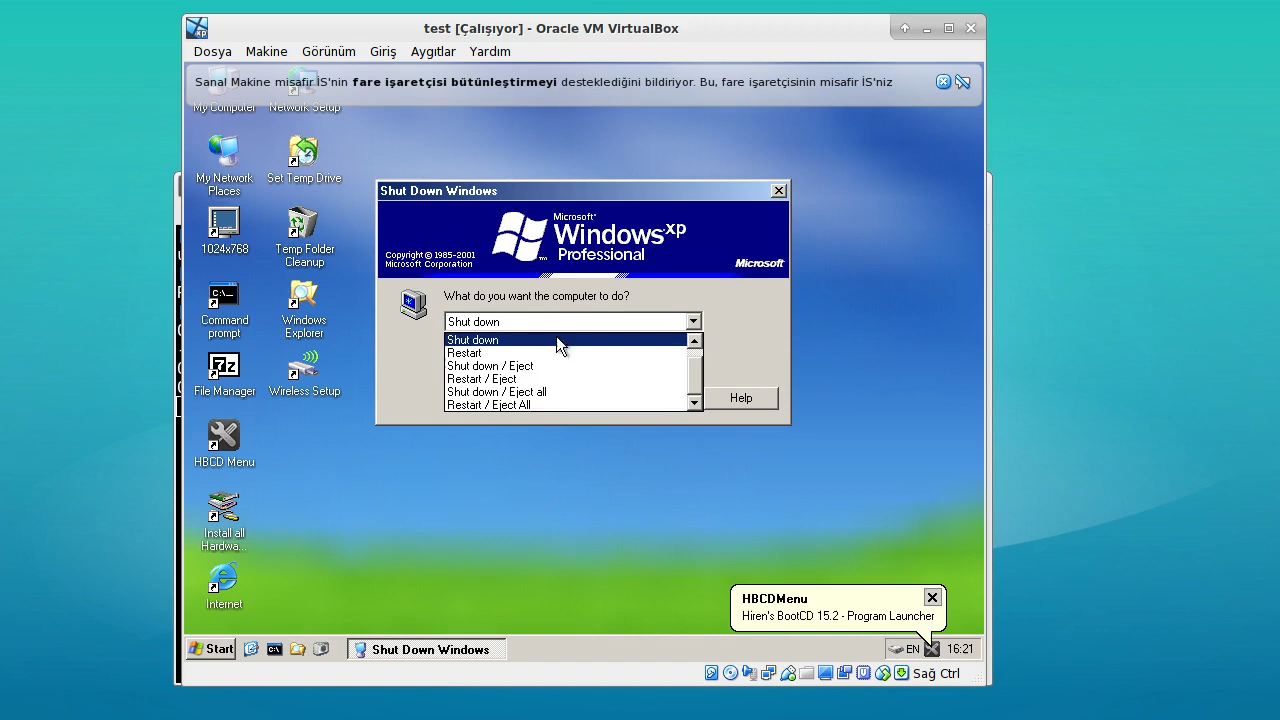 test [Çalışıyor] - Oracle VM VirtualBox
Dosya Makine Görünüm Giriş Aygıtlar Yardım
Sanal Makine misafir İS'nin fare işaretçisi bütünleştirmeyi desteklediğini bildiriyor. Bu, fare işaretçisinin misafir İS'niz
My Computer
Network Setup
My Network
Places
Set Temp Drive
1024x768
Temp Folder
Cleanup
Command
prompt
Windows
Explorer
File Manager
Wireless Setup
HBCD Menu
Install all
Hardwa...
Internet
Shut Down Windows
Copyright © 1985-2001
Microsoft Corporation
Microsoft
Windows xp
Professional
Microsoft
What do you want the computer to do?
Shut down
Shut down
Restart
Shut down / Eject
Restart / Eject
Shut down / Eject all
Restart / Eject All
Help
HBCDMenu
Hiren's BootCD 15.2 - Program Launcher
Start
Shut Down Windows
EN
16:21
Sağ Ctrl